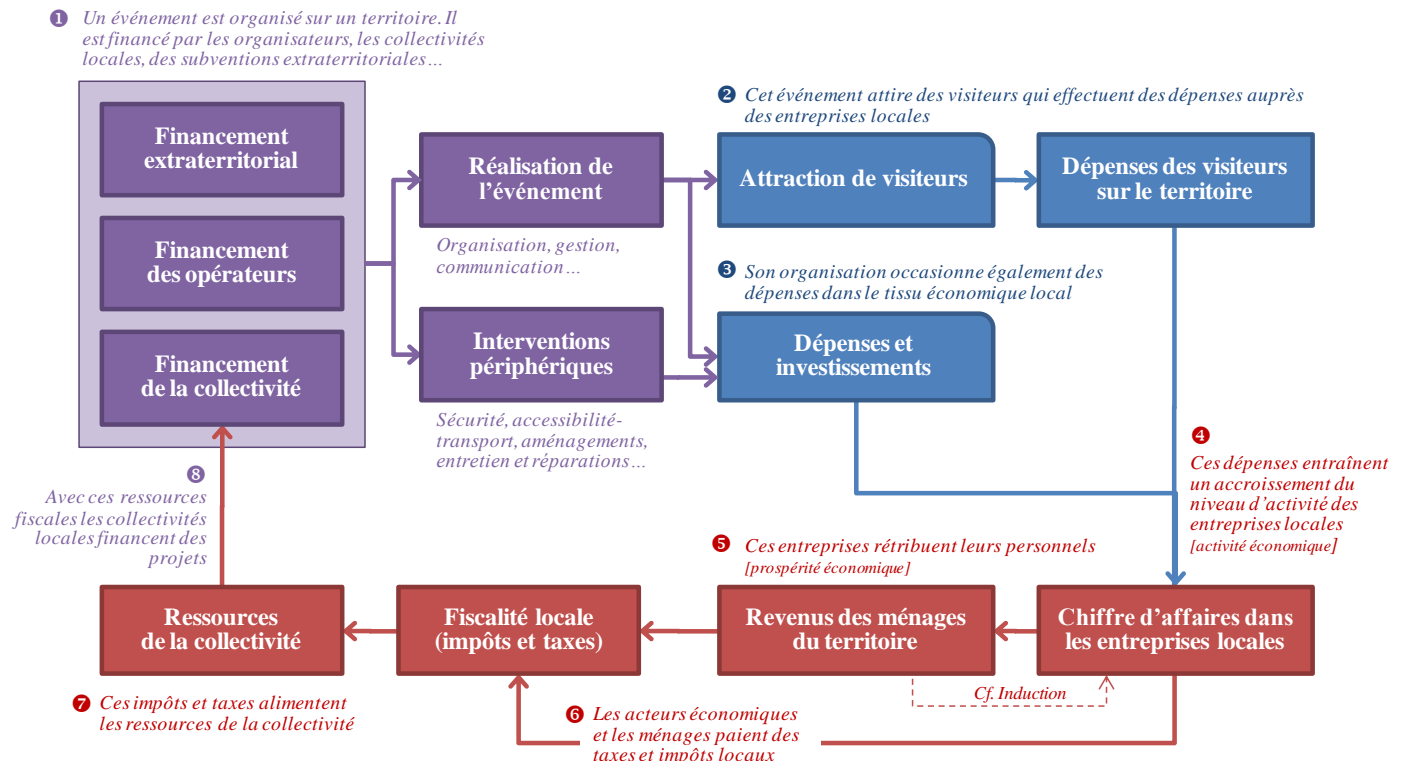 ❶ Un événement est organisé sur un territoire. Il
est financé par les organisateurs, les collectivités
locales, des subventions extraterritoriales…
Financement
extraterritorial
Financement
des opérateurs
Financement
de la collectivité
Réalisation de
l’événement
Organisation, gestion,
communication…
Interventions
périphériques
Sécurité, accessibilité-
transport, aménagements,
entretien et réparations…
❷ Cet événement attire des visiteurs qui effectuent des dépenses auprès
des entreprises locales
Attraction de visiteurs
Dépenses des visiteurs
sur le territoire
❸ Son organisation occasionne également des
dépenses dans le tissu économique local
Dépenses et
investissements
❹
Ces dépenses entraînent
un accroissement du
niveau d’activité des
entreprises locales
[activité économique]
Chiffre d’affaires dans
les entreprises locales
❺ Ces entreprises rétribuent leurs personnels
[prospérité économique]
Revenus des ménages
du territoire
Cf. Induction
❻ Les acteurs économiques
et les ménages paient des
taxes et impôts locaux
Fiscalité locale
(impôts et taxes)
Ressources
de la collectivité
❼ Ces impôts et taxes alimentent
les ressources de la collectivité
❽
Avec ces ressources
fiscales les collectivités
locales financent des
projets